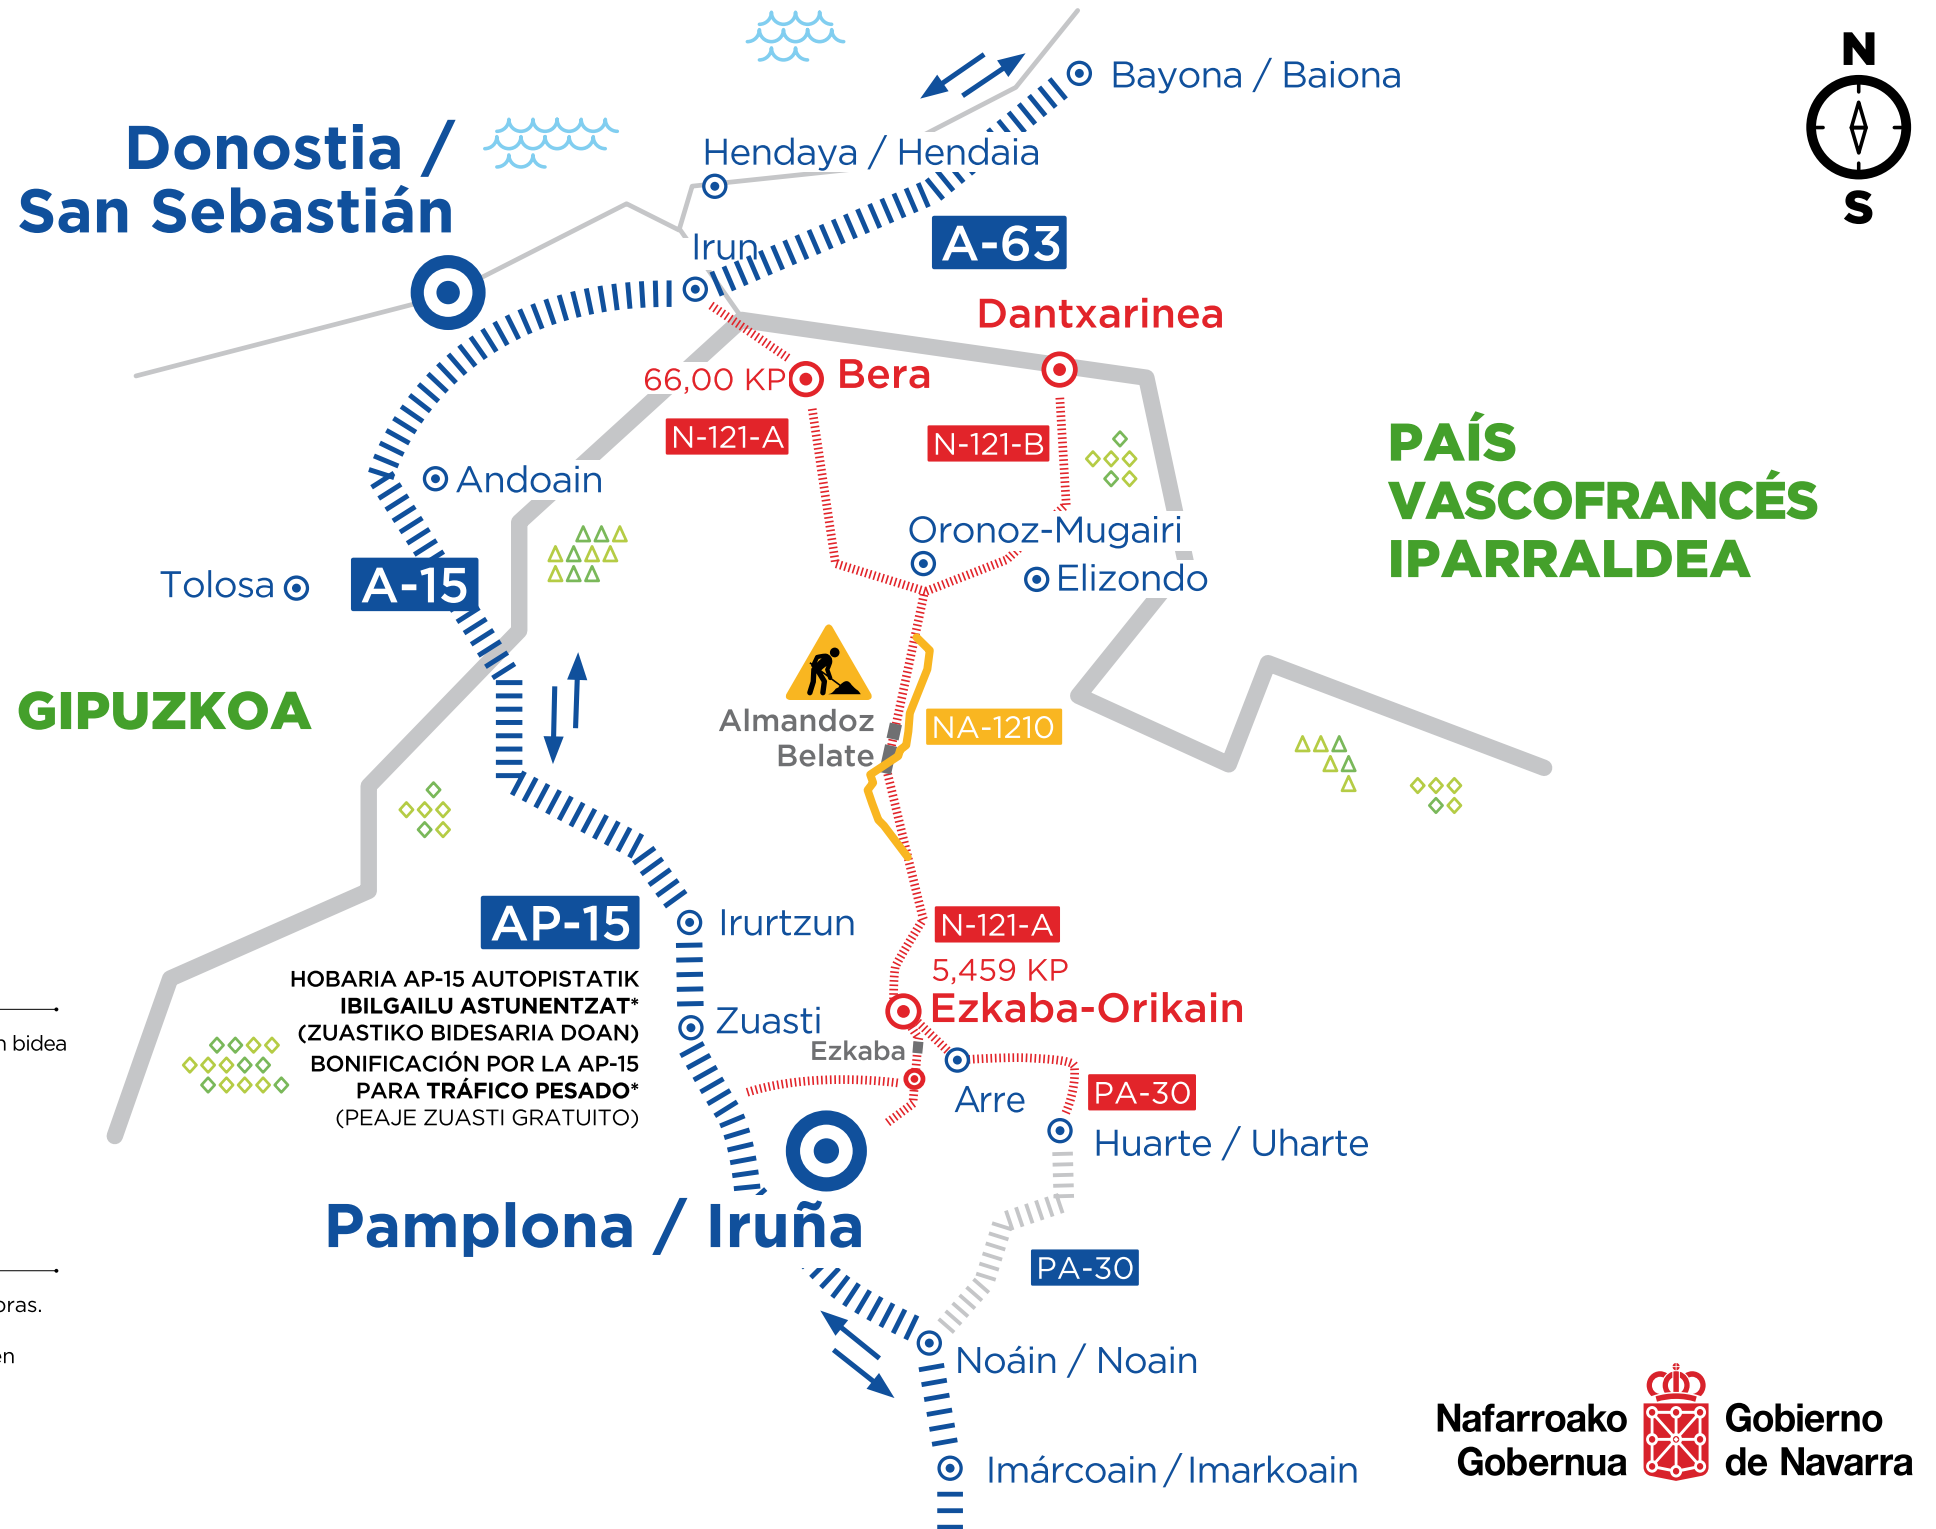 N
S
Bayona / Baiona
Donostia /
San Sebastián
Hendaya / Hendaia
Irun
A-63
Dantxarinea
66,00 KP
Bera
N-121-A
N-121-B
PAÍS
VASCOFRANCÉS
IPARRALDEA
Andoain
Oronoz-Mugairi
Elizondo
Tolosa
A-15
GIPUZKOA
Almandoz
Belate
NA-1210
AP-15
Irurtzun
N-121-A
5,459 KP
Ezkaba-Orikain
HOBARIA AP-15 AUTOPISTATIK
IBILGAILU ASTUNENTZAT*
(ZUASTIKO BIDESARIA DOAN)
BONIFICACIÓN POR LA AP-15
PARA TRÁFICO PESADO*
(PEAJE ZUASTI GRATUITO)
Zuasti
Ezkaba
Arre
PA-30
Huarte / Uharte
bidea
Pamplona / Iruña
PA-30
Noáin / Noain
Imárcoain / Imarkoain
Nafarroako
Gobernua
Gobierno
de Navarra